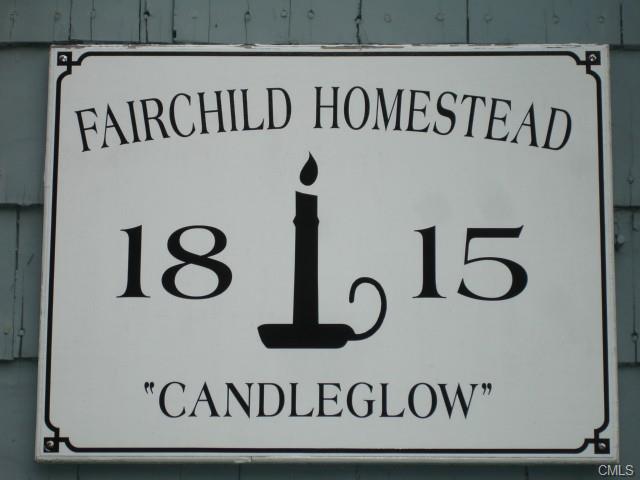 FAIRCHILD HOMESTEAD
18 15
"CANDLEGLOW"
CMLS